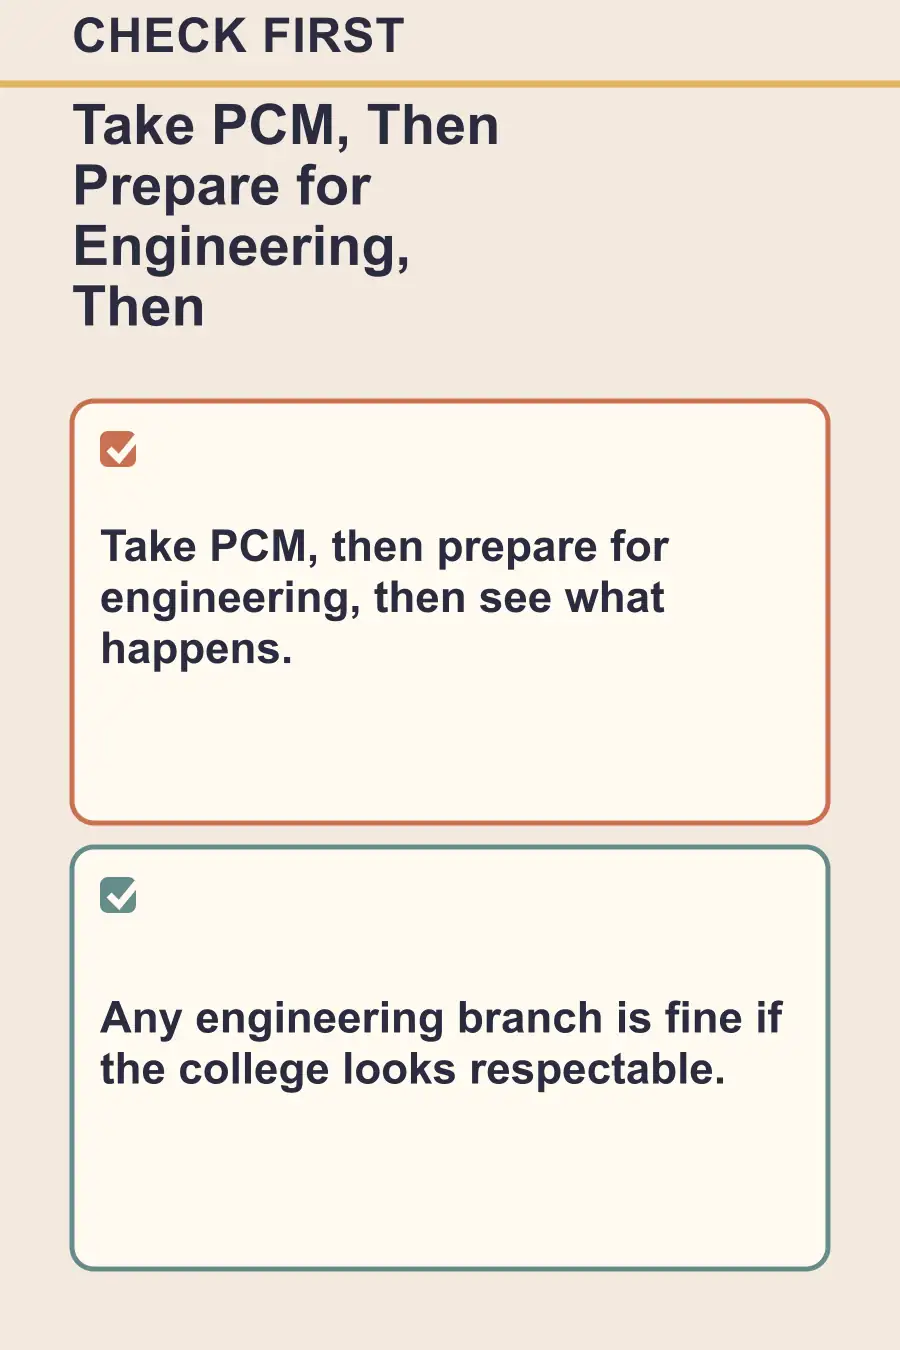 CHECK FIRST
Take PCM, Then
Prepare for
Engineering,
Then
Take PCM, then prepare for
engineering, then see what
happens.
Any engineering branch is fine if
the college looks respectable.